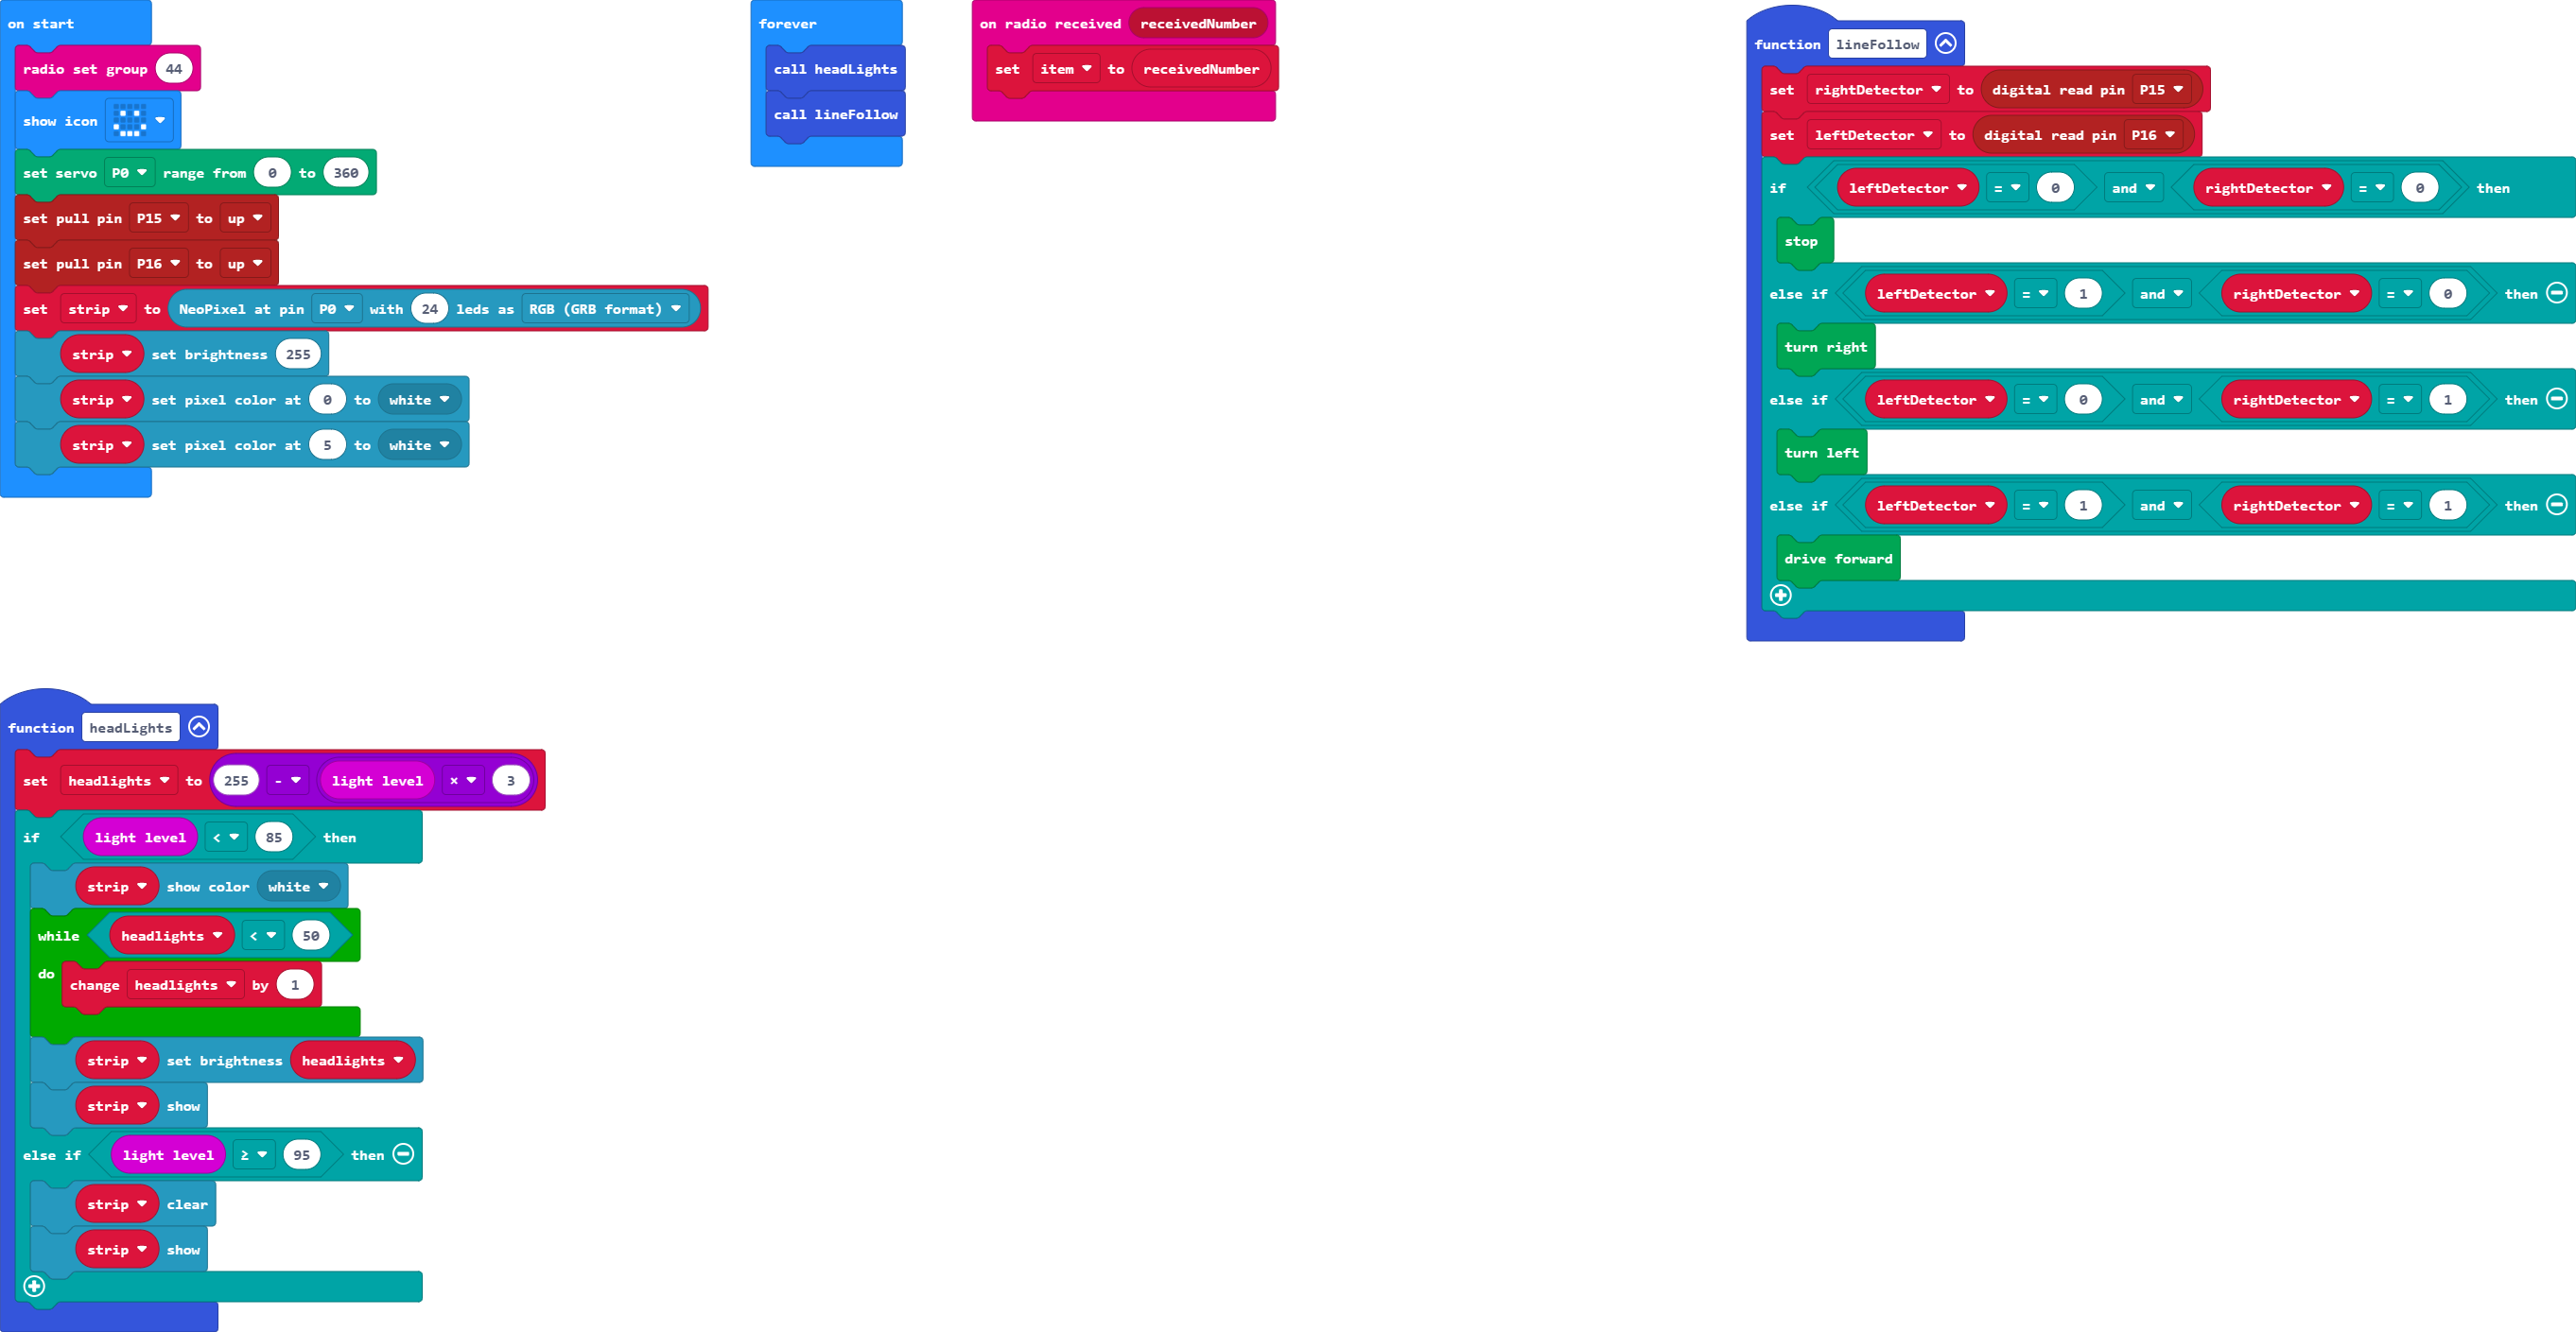 on start
radio set group 44
show icon
set servo P0 range from 0 to 360
set pull pin P15 to up
set pull pin P16 to up
set strip to NeoPixel at pin P0 with 24 leds as RGB (GRB format)
strip set brightness 255
strip set pixel color at 0 to white
strip set pixel color at 5 to white
forever
call headLights
call lineFollow
on radio received receivedNumber
set item to receivedNumber
function lineFollow
set rightDetector to digital read pin P15
set leftDetector to digital read pin P16
if leftDetector = 0 and rightDetector = 0 then
stop
else if leftDetector = 1 and rightDetector = 0 then
turn right
else if leftDetector = 0 and rightDetector = 1 then
turn left
else if leftDetector = 1 and rightDetector = 1 then
drive forward
function headLights
set headlights to 255 - light level × 3
if light level < 85 then
strip show color white
while headlights < 50
do change headlights by 1
strip set brightness headlights
strip show
else if light level ≥ 95 then
strip clear
strip show